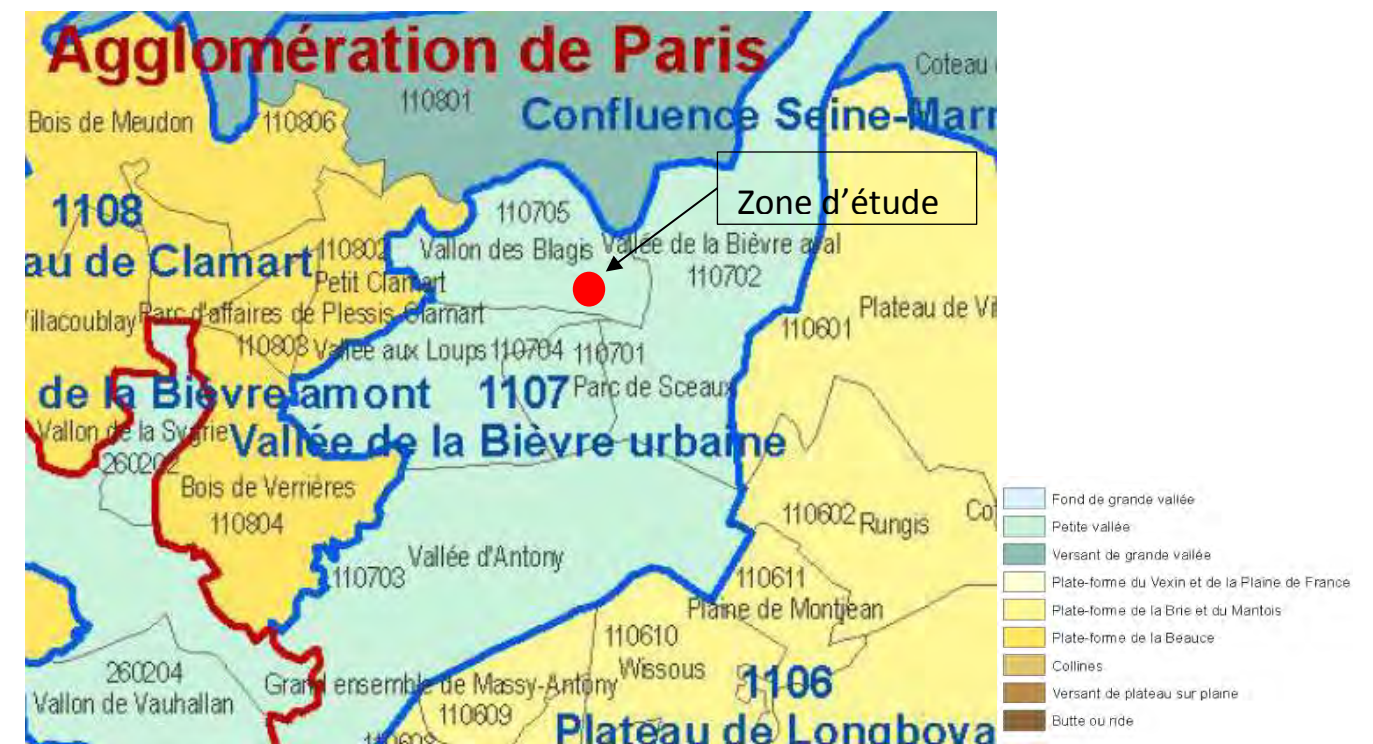 Agglomération de Paris
Coteau
110801
Confluence Seine-Marn
Bois de Meudon
110806
Zone d'étude
1108
110705
au de Clamart
110802
Vallon des Blagis
Vallée de la Bièvre aval
110702
Petit Clamart
Plateau de Vi
110601
illacoublay
Parc d'affaires de Plessis-Clamart
110803
Vallée aux Loups
110704
110701
de la Bièvre amont
1107
Parc de Sceaux
Vallon de la Sygrie
Vallée de la Bièvre urbaine
260202
Bois de Verrières
110804
110602
Rungis
Co
Vallée d'Antony
110703
110611
Plaine de Montjean
110610
Wissous
260204
Vallon de Vauhallan
Grand ensemble de Massy-Antony
1106
110609
Plateau de Longboya
Fond de grande vallée
Petite vallée
Versant de grande vallée
Plate-forme du Vexin et de la Plaine de France
Plate-forme de la Brie et du Mantois
Plate-forme de la Beauce
Collines
Versant de plateau sur plaine
Butte ou ride